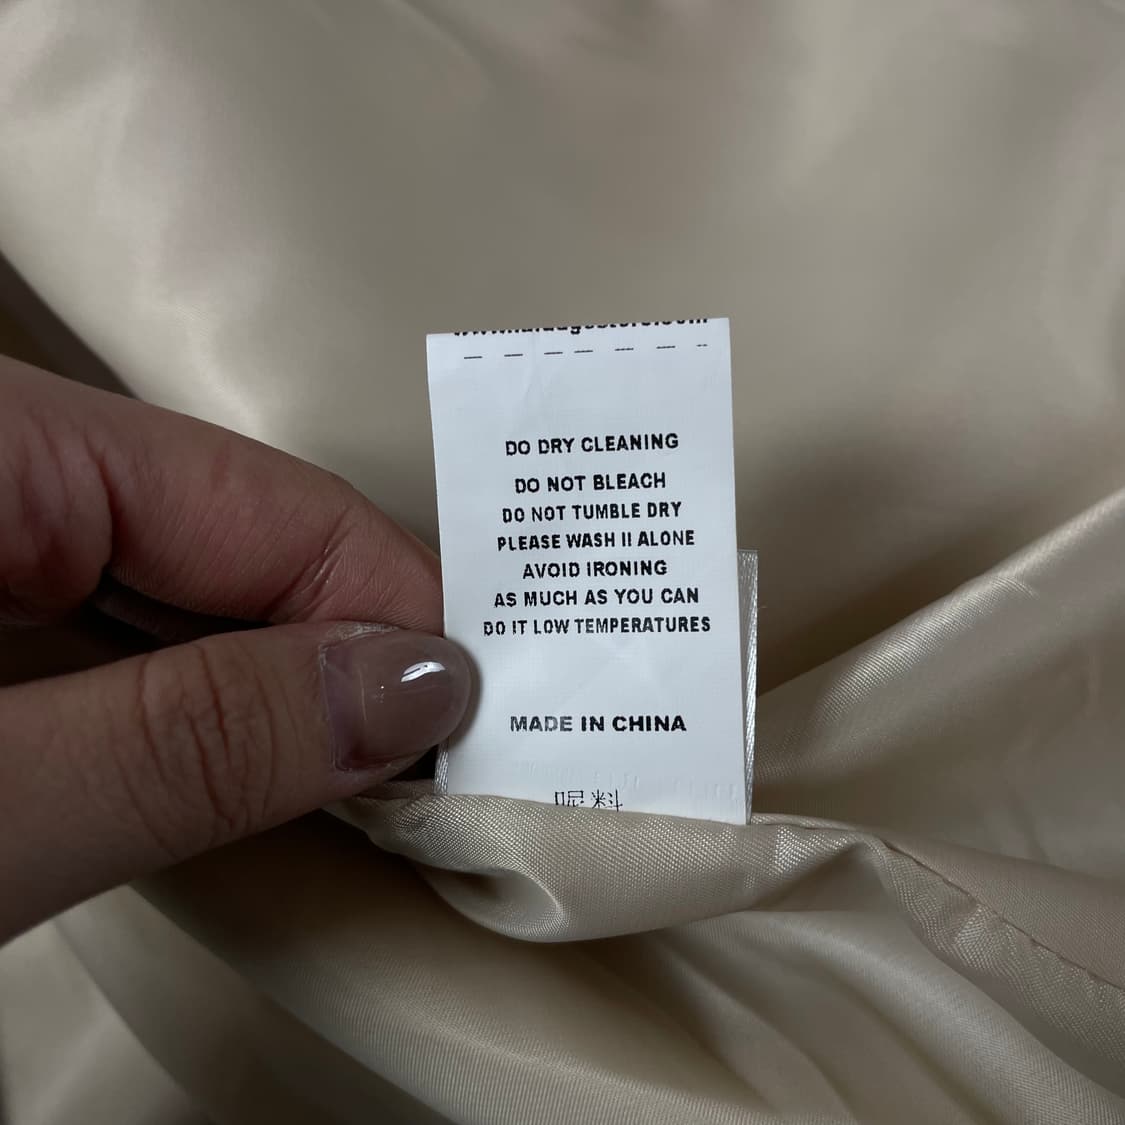 DO DRY CLEANING
DO NOT BLEACH
DO NOT TUMBLE DRY
PLEASE WASH II ALONE
AVOID IRONING
AS MUCH AS YOU CAN
DO IT LOW TEMPERATURES
MADE IN CHINA
呢料